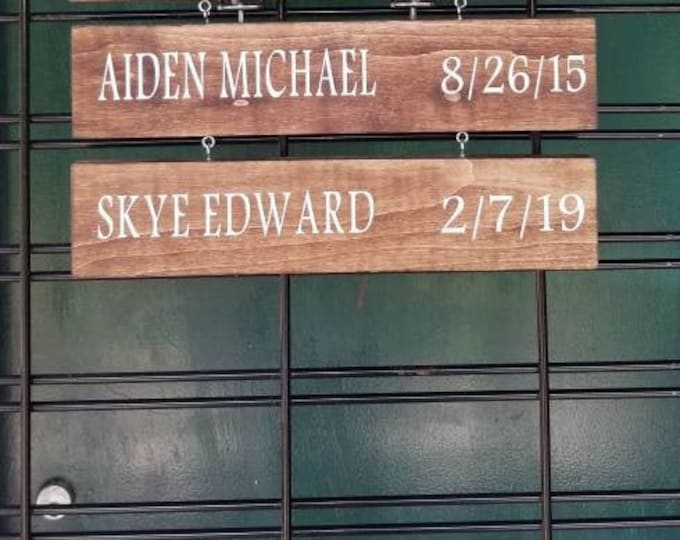 AIDEN MICHAEL 8/26/15
SKYE EDWARD 2/7/19